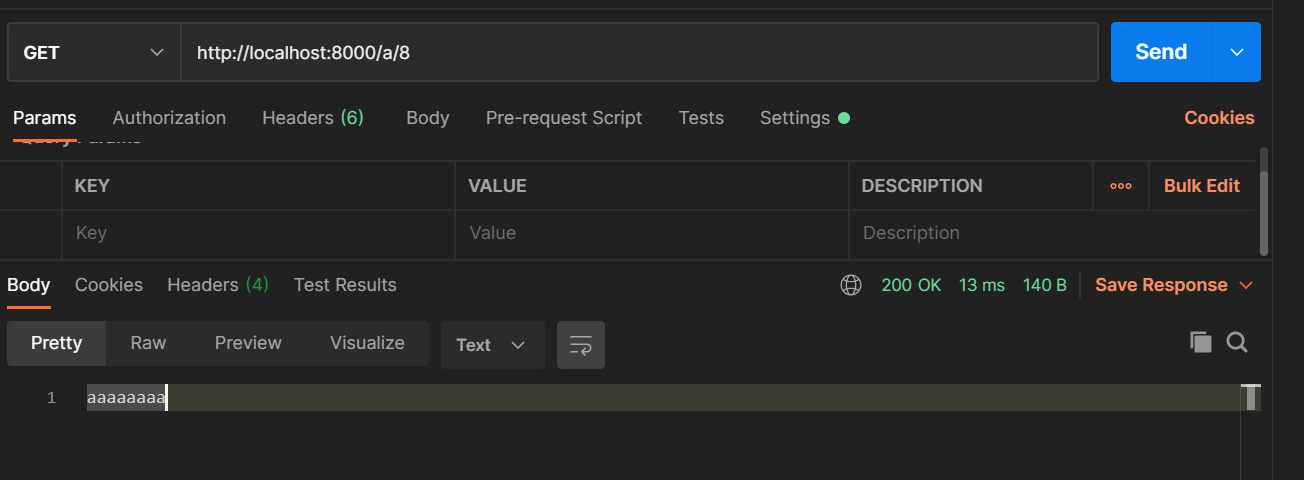 GET http://localhost:8000/a/8 Send
Params Authorization Headers (6) Body Pre-request Script Tests Settings Cookies
Query Params
KEY VALUE DESCRIPTION ooo Bulk Edit
Key Value Description
Body Cookies Headers (4) Test Results 200 OK 13 ms 140 B Save Response
Pretty Raw Preview Visualize Text
1 aaaaaaaa